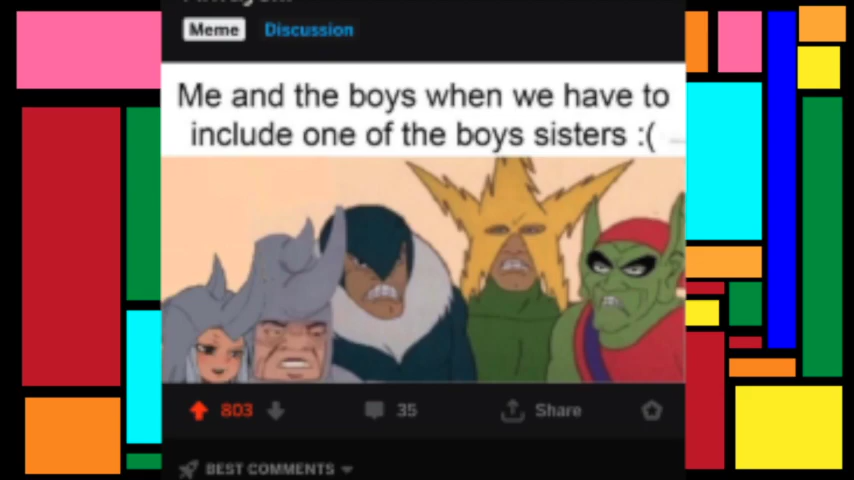 Meme Discussion
Me and the boys when we have to
include one of the boys sisters :(
803 35 Share
BEST COMMENTS